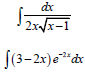 ∫ dx / (2x√(x−1))
∫(3−2x)e^(−2x)dx